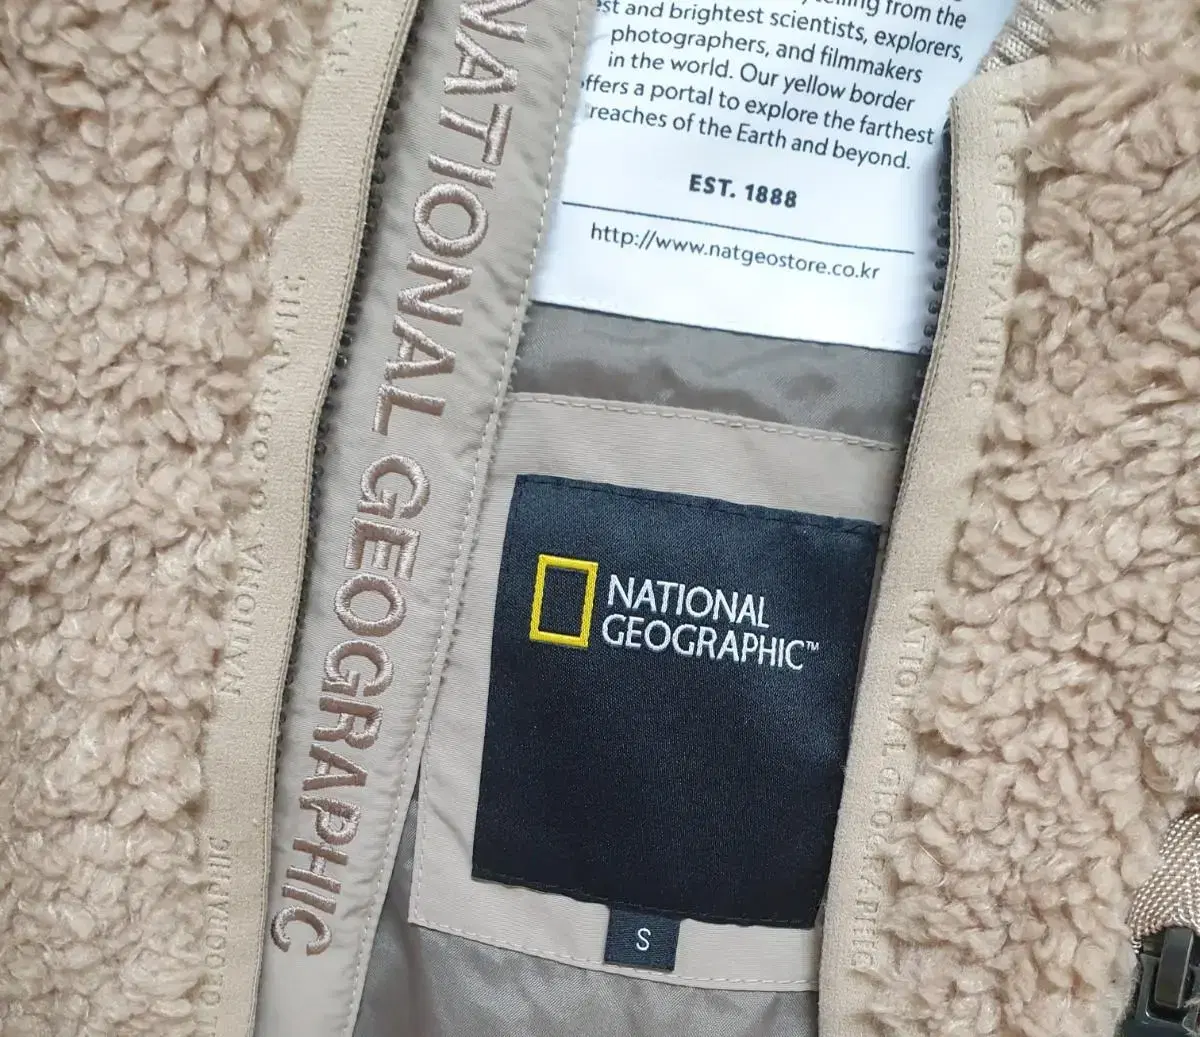 from the
and brightest scientists, explorers,
photographers, and filmmakers
in the world. Our yellow border
a portal to explore the farthest
reaches of the Earth and beyond.
EST. 1888
http://www.natgeostore.co.kr
NATIONAL GEOGRAPHIC
NATIONAL
GEOGRAPHIC™
S
NATIONAL GEOGRAPHIC
NATIONAL GEOGRAPHIC